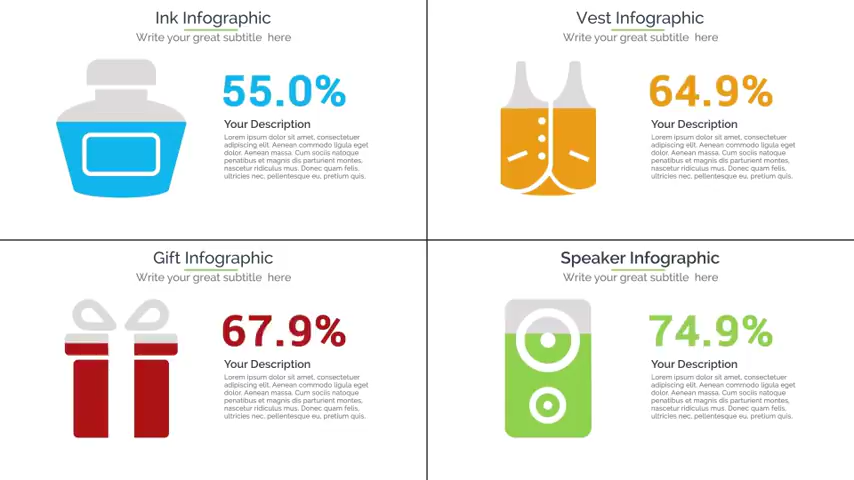 Ink Infographic
Write your great subtitle here
55.0%
Your Description
Lorem ipsum dolor sit amet, consectetuer
adipiscing elit. Aenean commodo ligula eget
dolor. Aenean massa. Cum sociis natoque
penatibus et magnis dis parturient montes,
nascetur ridiculus mus. Donec quam felis,
ultricies nec, pellentesque eu, pretium quis.
Vest Infographic
Write your great subtitle here
64.9%
Your Description
Lorem ipsum dolor sit amet, consectetuer
adipiscing elit. Aenean commodo ligula eget
dolor. Aenean massa. Cum sociis natoque
penatibus et magnis dis parturient montes,
nascetur ridiculus mus. Donec quam felis,
ultricies nec, pellentesque eu, pretium quis.
Gift Infographic
Write your great subtitle here
67.9%
Your Description
Lorem ipsum dolor sit amet, consectetuer
adipiscing elit. Aenean commodo ligula eget
dolor. Aenean massa. Cum sociis natoque
penatibus et magnis dis parturient montes,
nascetur ridiculus mus. Donec quam felis,
ultricies nec, pellentesque eu, pretium quis.
Speaker Infographic
Write your great subtitle here
74.9%
Your Description
Lorem ipsum dolor sit amet, consectetuer
adipiscing elit. Aenean commodo ligula eget
dolor. Aenean massa. Cum sociis natoque
penatibus et magnis dis parturient montes,
nascetur ridiculus mus. Donec quam felis,
ultricies nec, pellentesque eu, pretium quis.